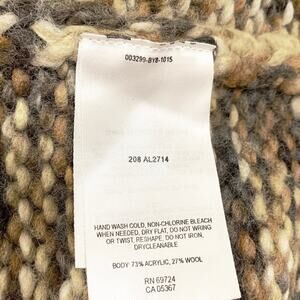 003299-BY8-1015
208 AL2714
HAND WASH COLD, NON-CHLORINE BLEACH
WHEN NEEDED, DRY FLAT, DO NOT WRING
OR TWIST, RESHAPE, DO NOT IRON,
DRYCLEANABLE
BODY: 73% ACRYLIC, 27% WOOL
RN 69724
CA 05367